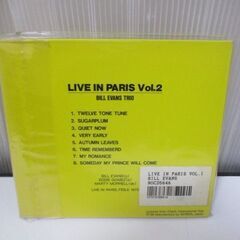 LIVE IN PARIS Vol.2
BILL EVANS TRIO
1. TWELVE TONE TUNE
2. SUGARPLUM
3. QUIET NOW
4. VERY EARLY
5. AUTUMN LEAVES
6. TIME REMEMBERD
7. MY ROMANCE
8. SOMEDAY MY PRINCE WILL COME
BILL EVANS
EDDIE GOMEZ
MARTY MORRELL
LIVE IN PARIS
LIVE IN PARIS VOL.
BILL EVANS